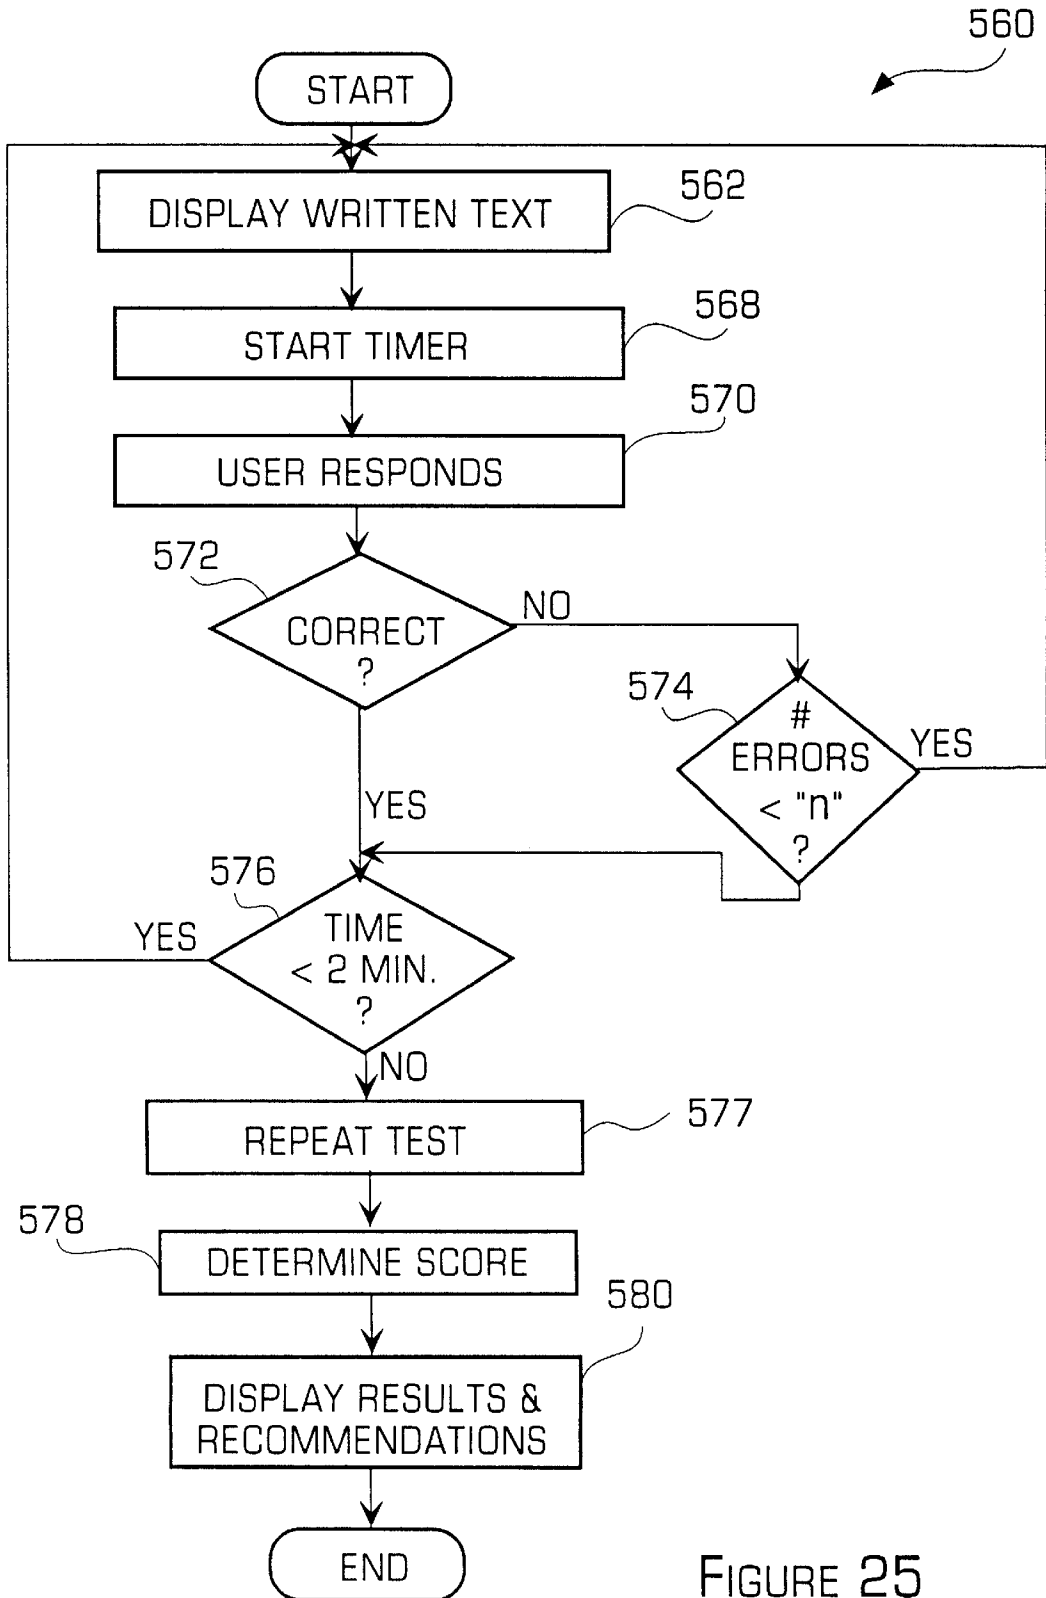 560
START
562
DISPLAY WRITTEN TEXT
568
START TIMER
570
USER RESPONDS
572
NO
CORRECT
?
574
#
ERRORS
< "n"
?
YES
YES
576
YES
TIME
< 2 MIN.
?
NO
577
REPEAT TEST
578
DETERMINE SCORE
580
DISPLAY RESULTS &
RECOMMENDATIONS
END
FIGURE 25